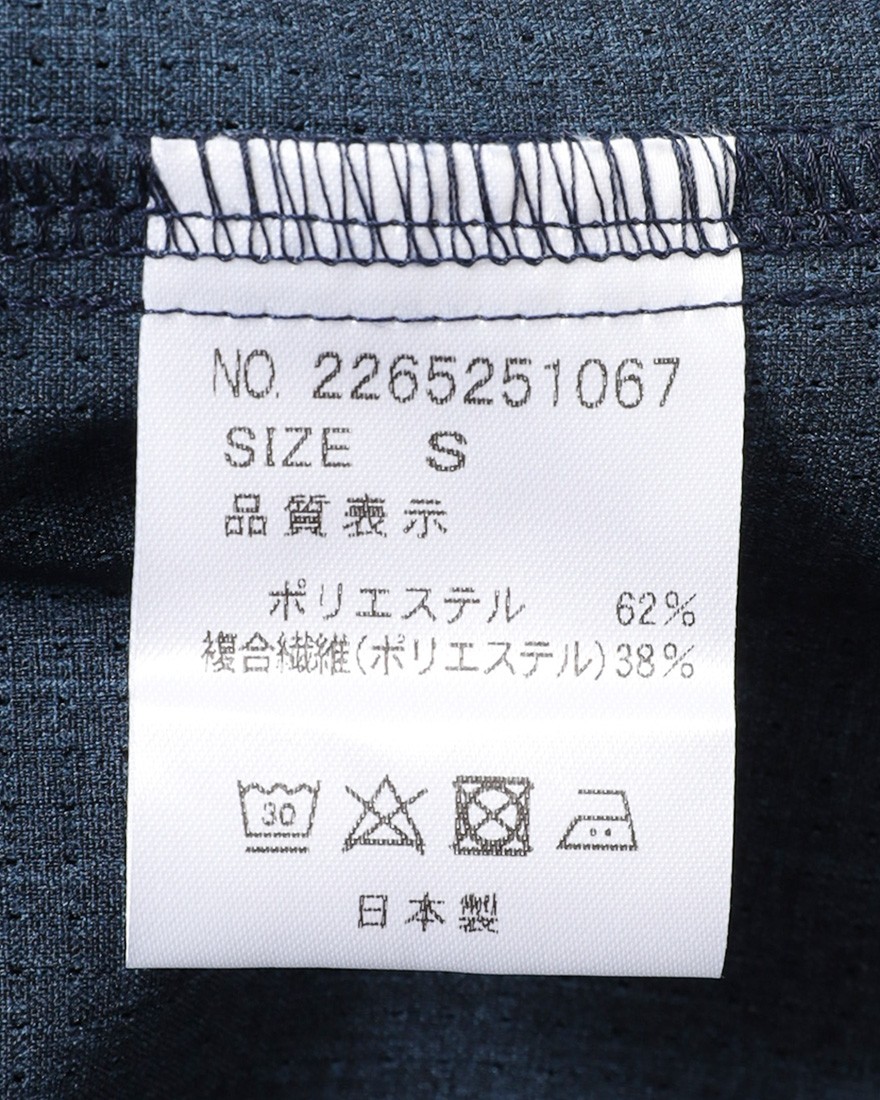 NO. 2265251067
SIZE S
品質表示
ポリエステル 62%
複合繊維(ポリエステル)38%
30
日本製